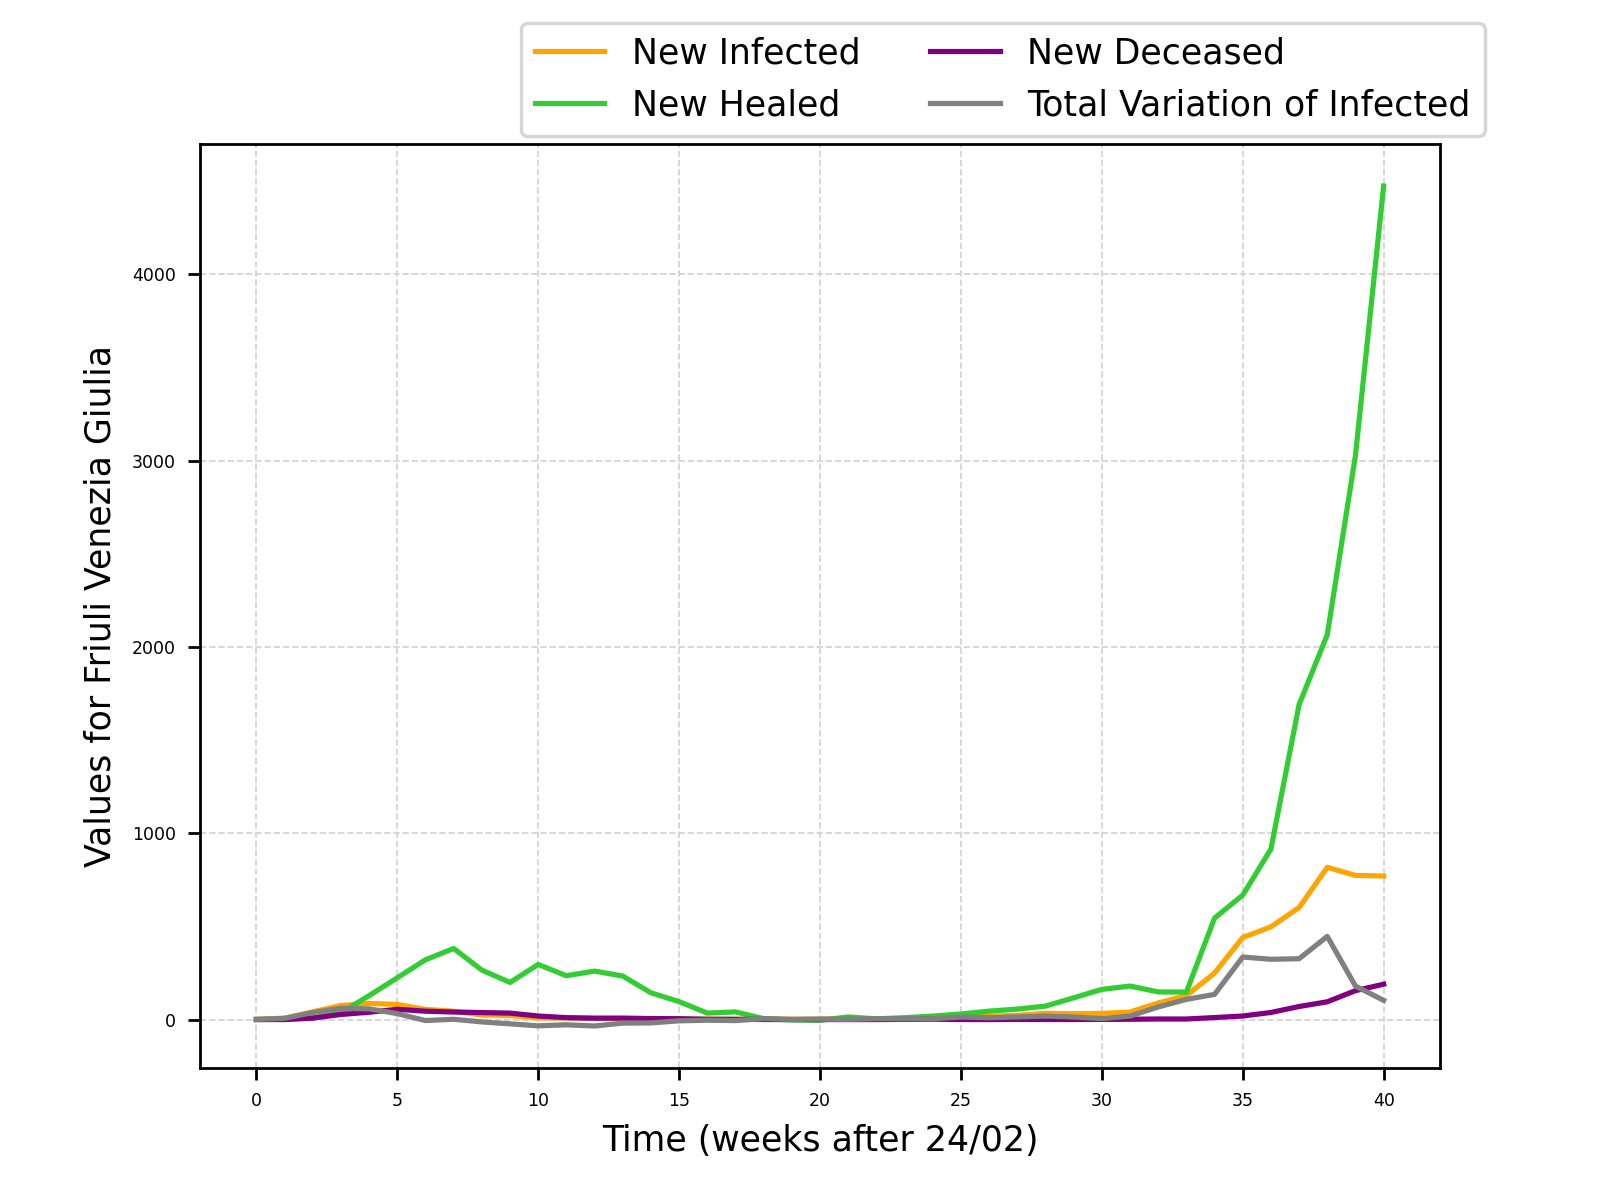 New Infected
New Healed
New Deceased
Total Variation of Infected
Values for Friuli Venezia Giulia
4000
3000
2000
1000
0
0 5 10 15 20 25 30 35 40
Time (weeks after 24/02)